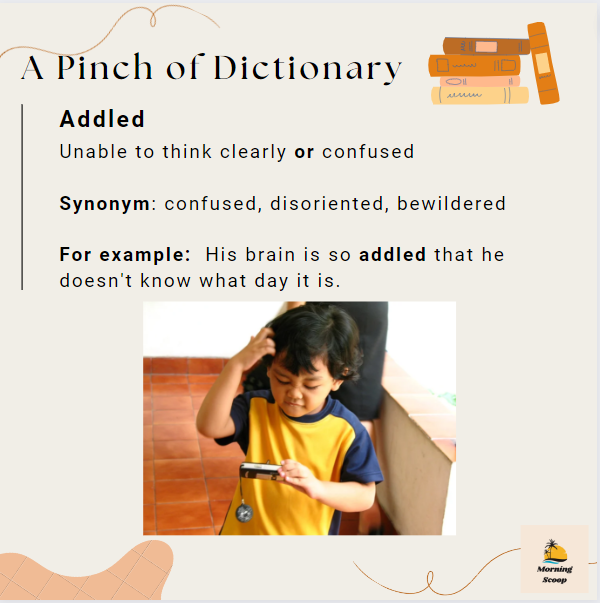 A Pinch of Dictionary
Addled
Unable to think clearly or confused
Synonym: confused, disoriented, bewildered
For example: His brain is so addled that he
doesn't know what day it is.
Morning
Scoop